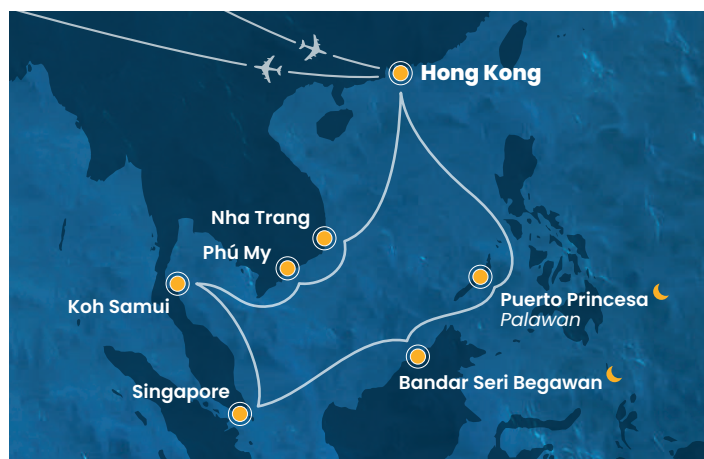 Hong Kong
Nha Trang
Phú My
Koh Samui
Puerto Princesa
Palawan
Bandar Seri Begawan
Singapore